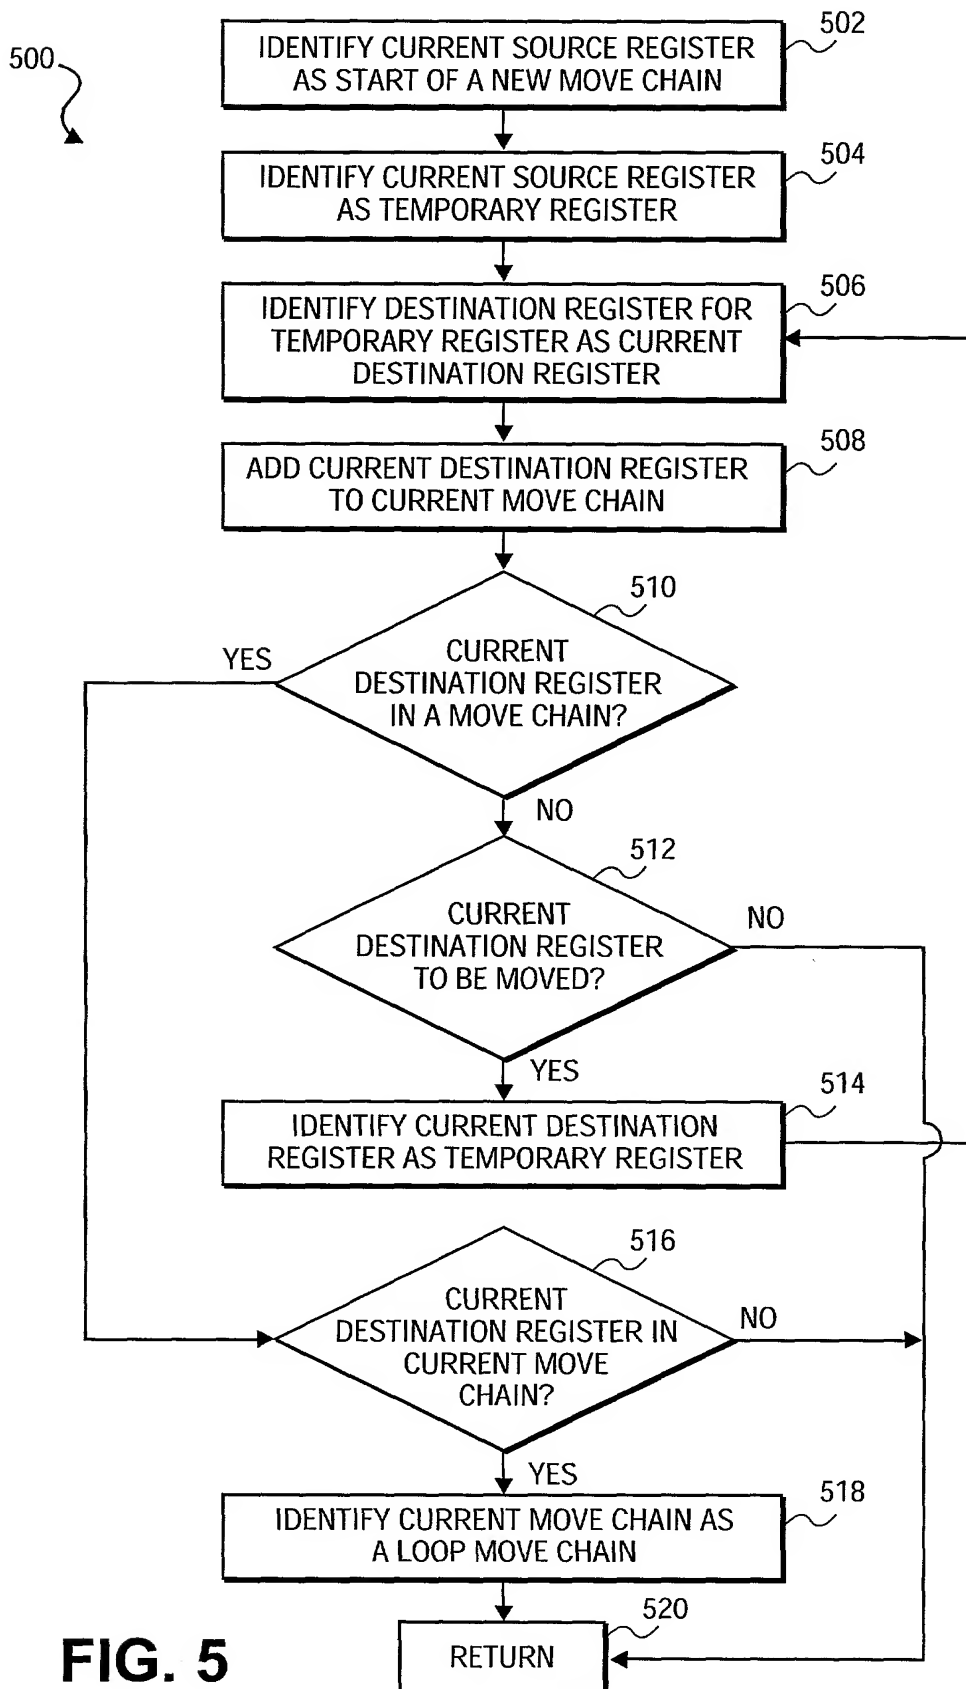 500
502
IDENTIFY CURRENT SOURCE REGISTER
AS START OF A NEW MOVE CHAIN
504
IDENTIFY CURRENT SOURCE REGISTER
AS TEMPORARY REGISTER
506
IDENTIFY DESTINATION REGISTER FOR
TEMPORARY REGISTER AS CURRENT
DESTINATION REGISTER
508
ADD CURRENT DESTINATION REGISTER
TO CURRENT MOVE CHAIN
510
YES
CURRENT
DESTINATION REGISTER
IN A MOVE CHAIN?
NO
512
CURRENT
DESTINATION REGISTER
TO BE MOVED?
NO
YES
514
IDENTIFY CURRENT DESTINATION
REGISTER AS TEMPORARY REGISTER
516
CURRENT
DESTINATION REGISTER IN
CURRENT MOVE
CHAIN?
NO
YES
518
IDENTIFY CURRENT MOVE CHAIN AS
A LOOP MOVE CHAIN
520
RETURN
FIG. 5